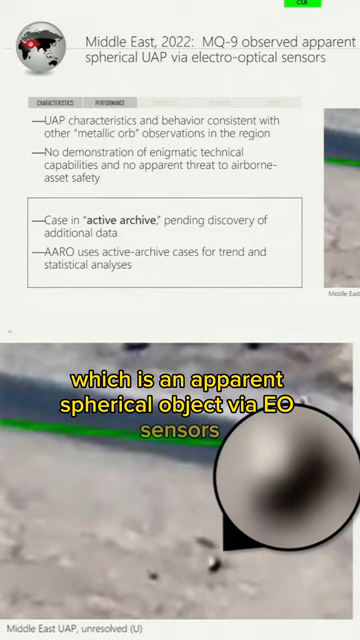 CUI
Middle East, 2022: MQ-9 observed apparent
spherical UAP via electro-optical sensors
CHARACTERISTICS PERFORMANCE
—UAP characteristics and behavior consistent with
other “metallic orb” observations in the region
—No demonstration of enigmatic technical
capabilities and no apparent threat to airborne-
asset safety
—Case in “active archive,” pending discovery of
additional data
—AARO uses active-archive cases for trend and
statistical analyses
Middle East
which is an apparent
spherical object via EO
sensors
Middle East UAP, unresolved (U)